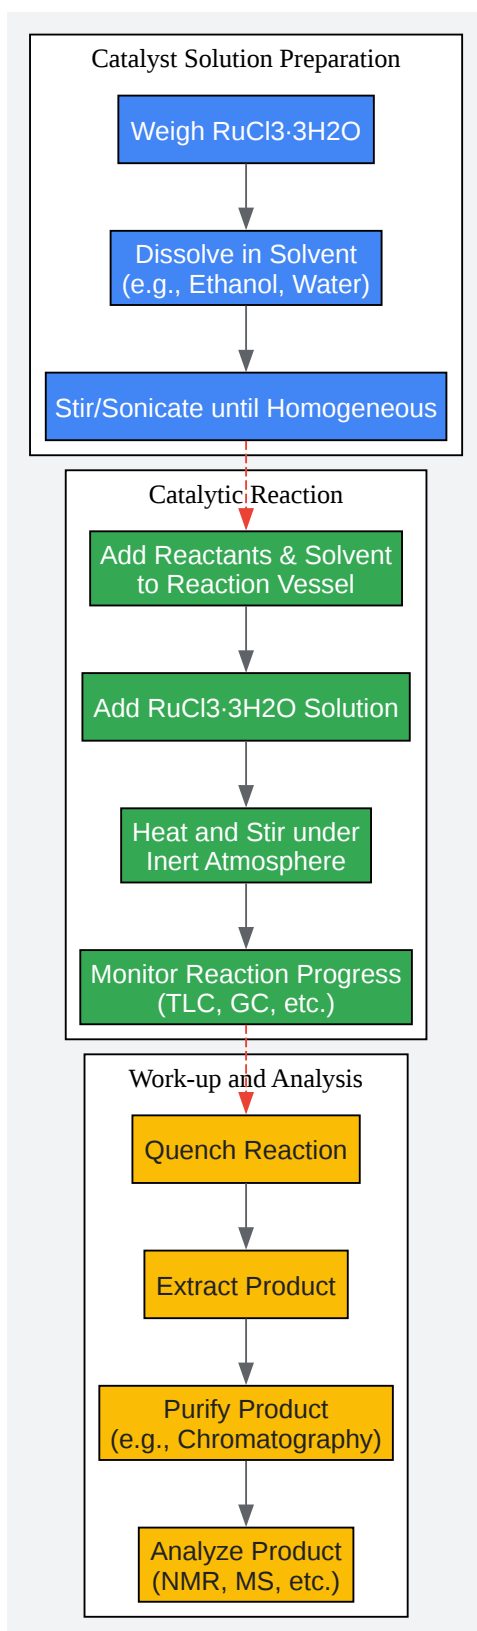 Catalyst Solution Preparation
Weigh RuCl3·3H2O
Dissolve in Solvent
(e.g., Ethanol, Water)
Stir/Sonicate until Homogeneous
Catalytic Reaction
Add Reactants & Solvent
to Reaction Vessel
Add RuCl3·3H2O Solution
Heat and Stir under
Inert Atmosphere
Monitor Reaction Progress
(TLC, GC, etc.)
Work-up and Analysis
Quench Reaction
Extract Product
Purify Product
(e.g., Chromatography)
Analyze Product
(NMR, MS, etc.)